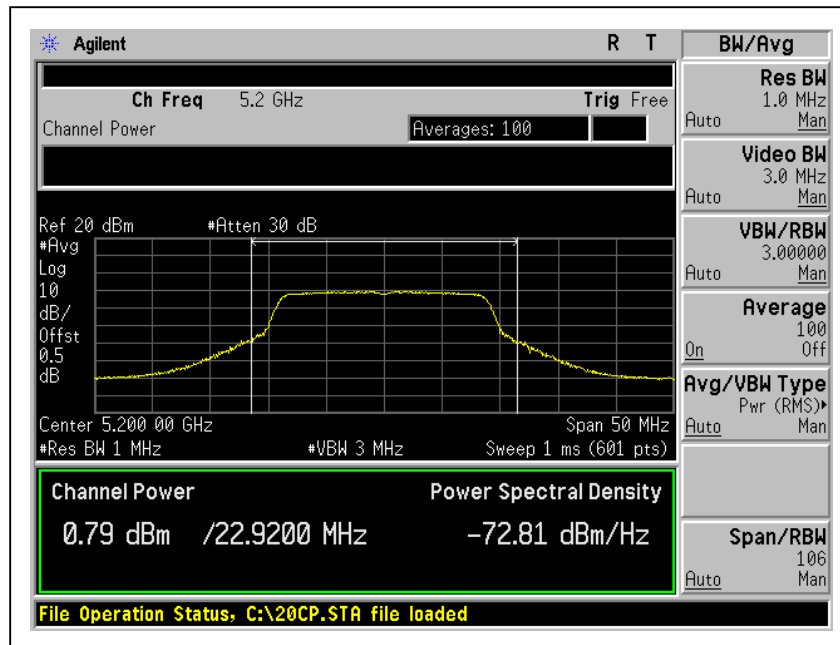 Agilent R T
Ch Freq 5.2 GHz Trig Free
Channel Power Averages: 100
Ref 20 dBm #Atten 30 dB
#Avg
Log
10
dB/
Offst
0.5
dB
Center 5.200 00 GHz Span 50 MHz
#Res BW 1 MHz #VBW 3 MHz Sweep 1 ms (601 pts)
Channel Power Power Spectral Density
0.79 dBm /22.9200 MHz -72.81 dBm/Hz
File Operation Status, C:\20CP.STA file loaded
BW/Avg
Res BW
1.0 MHz
Auto Man
Video BW
3.0 MHz
Auto Man
VBW/RBW
3.00000
Auto Man
Average
100
On Off
Avg/VBW Type
Pwr (RMS)▸
Auto Man
Span/RBW
106
Auto Man